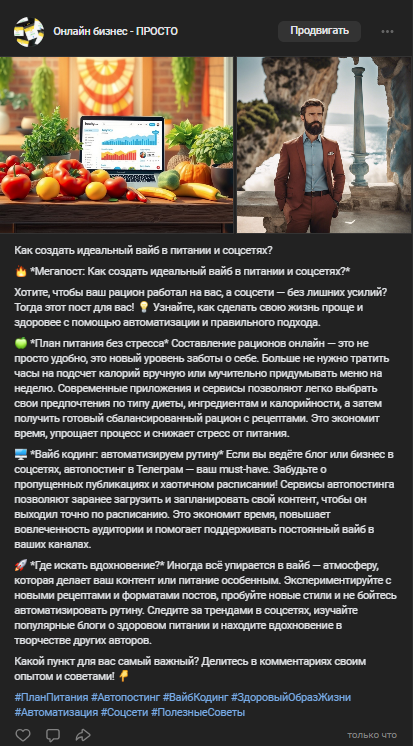 Онлайн бизнес - ПРОСТО
Продвигать
Как создать идеальный вайб в питании и соцсетях?
🔥 *Мегапост: Как создать идеальный вайб в питании и соцсетях?*
Хотите, чтобы ваш рацион работал на вас, а соцсети — без лишних усилий?
Тогда этот пост для вас! 💡 Узнайте, как сделать свою жизнь проще и
здоровее с помощью автоматизации и правильного подхода.
🍏 *План питания без стресса* Составление рационов онлайн — это не
просто удобно, это новый уровень заботы о себе. Больше не нужно тратить
часы на подсчет калорий вручную или мучительно придумывать меню на
неделю. Современные приложения и сервисы позволяют легко выбрать
свои предпочтения по типу диеты, ингредиентам и калорийности, а затем
получить готовый сбалансированный рацион с рецептами. Это экономит
время, упрощает процесс и снижает стресс от питания.
🖥️ *Вайб кодинг: автоматизируем рутину* Если вы ведёте блог или бизнес в
соцсетях, автопостинг в Телеграм — ваш must-have. Забудьте о
пропущенных публикациях и хаотичном расписании! Сервисы автопостинга
позволяют заранее загрузить и запланировать свой контент, чтобы он
выходил точно по расписанию. Это экономит время, повышает
вовлеченность аудитории и помогает поддерживать постоянный вайб в
ваших каналах.
🚀 *Где искать вдохновение?* Иногда всё упирается в вайб — атмосферу,
которая делает ваш контент или питание особенным. Экспериментируйте с
новыми рецептами и форматами постов, пробуйте новые стили и не бойтесь
автоматизировать рутину. Следите за трендами в соцсетях, изучайте
популярные блоги о здоровом питании и находите вдохновение в
творчестве других авторов.
Какой пункт для вас самый важный? Делитесь в комментариях своим
опытом и советами! 👇
#ПланПитания #Автопостинг #ВайбКодинг #ЗдоровыйОбразЖизни
#Автоматизация #Соцсети #ПолезныеСоветы
только что